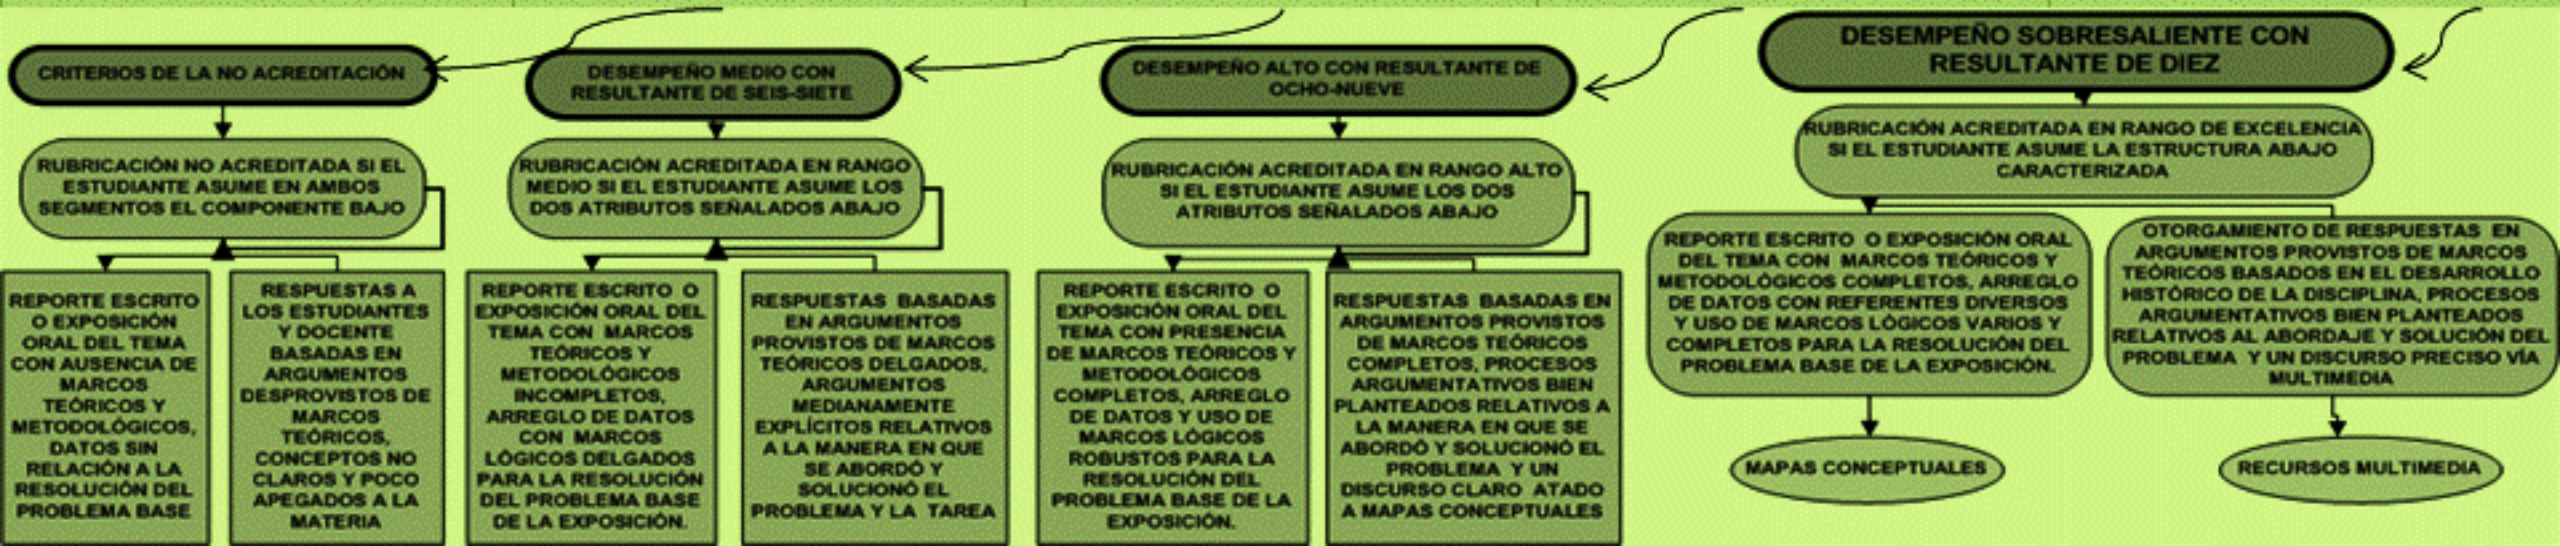 CRITERIOS DE LA NO ACREDITACIÓN
RUBRICACIÓN NO ACREDITADA SI EL
ESTUDIANTE ASUME EN AMBOS
SEGMENTOS EL COMPONENTE BAJO
REPORTE ESCRITO
O EXPOSICIÓN
ORAL DEL TEMA
CON AUSENCIA DE
MARCOS
TEÓRICOS Y
METODOLÓGICOS,
DATOS SIN
RELACIÓN A LA
RESOLUCIÓN DEL
PROBLEMA BASE
RESPUESTAS A
LOS ESTUDIANTES
Y DOCENTE
BASADAS EN
ARGUMENTOS
DESPROVISTOS DE
MARCOS
TEÓRICOS,
CONCEPTOS NO
CLAROS Y POCO
APEGADOS A LA
MATERIA
DESEMPEÑO MEDIO CON
RESULTANTE DE SEIS-SIETE
RUBRICACIÓN ACREDITADA EN RANGO
MEDIO SI EL ESTUDIANTE ASUME LOS
DOS ATRIBUTOS SEÑALADOS ABAJO
REPORTE ESCRITO O
EXPOSICIÓN ORAL DEL
TEMA CON MARCOS
TEÓRICOS Y
METODOLÓGICOS
INCOMPLETOS,
ARREGLO DE DATOS
CON MARCOS
LÓGICOS DELGADOS
PARA LA RESOLUCIÓN
DEL PROBLEMA BASE
DE LA EXPOSICIÓN.
RESPUESTAS BASADAS
EN ARGUMENTOS
PROVISTOS DE MARCOS
TEÓRICOS DELGADOS,
ARGUMENTOS
MEDIANAMENTE
EXPLÍCITOS RELATIVOS
A LA MANERA EN QUE
SE ABORDÓ Y
SOLUCIONÓ EL
PROBLEMA Y LA TAREA
DESEMPEÑO ALTO CON RESULTANTE DE
OCHO-NUEVE
RUBRICACIÓN ACREDITADA EN RANGO ALTO
SI EL ESTUDIANTE ASUME LOS DOS
ATRIBUTOS SEÑALADOS ABAJO
REPORTE ESCRITO O
EXPOSICIÓN ORAL DEL
TEMA CON PRESENCIA
DE MARCOS TEÓRICOS Y
METODOLÓGICOS
COMPLETOS, ARREGLO
DE DATOS Y USO DE
MARCOS LÓGICOS
ROBUSTOS PARA LA
RESOLUCIÓN DEL
PROBLEMA BASE DE LA
EXPOSICIÓN.
RESPUESTAS BASADAS EN
ARGUMENTOS PROVISTOS
DE MARCOS TEÓRICOS
COMPLETOS, PROCESOS
ARGUMENTATIVOS BIEN
PLANTEADOS RELATIVOS A
LA MANERA EN QUE SE
ABORDÓ Y SOLUCIONÓ EL
PROBLEMA Y UN
DISCURSO CLARO ATADO
A MAPAS CONCEPTUALES
DESEMPEÑO SOBRESALIENTE CON
RESULTANTE DE DIEZ
RUBRICACIÓN ACREDITADA EN RANGO DE EXCELENCIA
SI EL ESTUDIANTE ASUME LA ESTRUCTURA ABAJO
CARACTERIZADA
REPORTE ESCRITO O EXPOSICIÓN ORAL
DEL TEMA CON MARCOS TEÓRICOS Y
METODOLÓGICOS COMPLETOS, ARREGLO
DE DATOS CON REFERENTES DIVERSOS
Y USO DE MARCOS LÓGICOS VARIOS Y
COMPLETOS PARA LA RESOLUCIÓN DEL
PROBLEMA BASE DE LA EXPOSICIÓN.
OTORGAMIENTO DE RESPUESTAS EN
ARGUMENTOS PROVISTOS DE MARCOS
TEÓRICOS BASADOS EN EL DESARROLLO
HISTÓRICO DE LA DISCIPLINA, PROCESOS
ARGUMENTATIVOS BIEN PLANTEADOS
RELATIVOS AL ABORDAJE Y SOLUCIÓN DEL
PROBLEMA Y UN DISCURSO PRECISO VÍA
MULTIMEDIA
MAPAS CONCEPTUALES
RECURSOS MULTIMEDIA